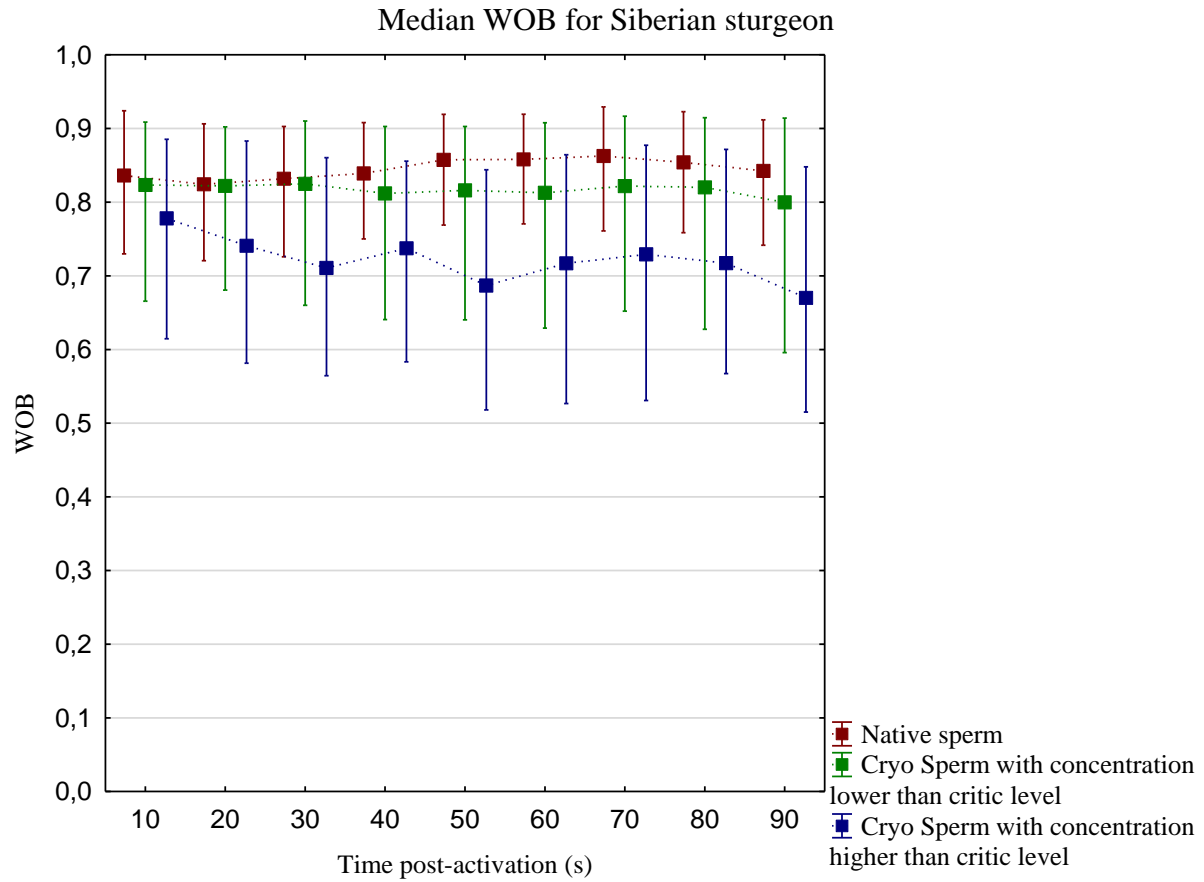 Median WOB for Siberian sturgeon
1,0
0,9
0,8
0,7
0,6
0,5
0,4
0,3
0,2
0,1
0,0
WOB
10 20 30 40 50 60 70 80 90
Time post-activation (s)
Native sperm
Cryo Sperm with concentration
lower than critic level
Cryo Sperm with concentration
higher than critic level